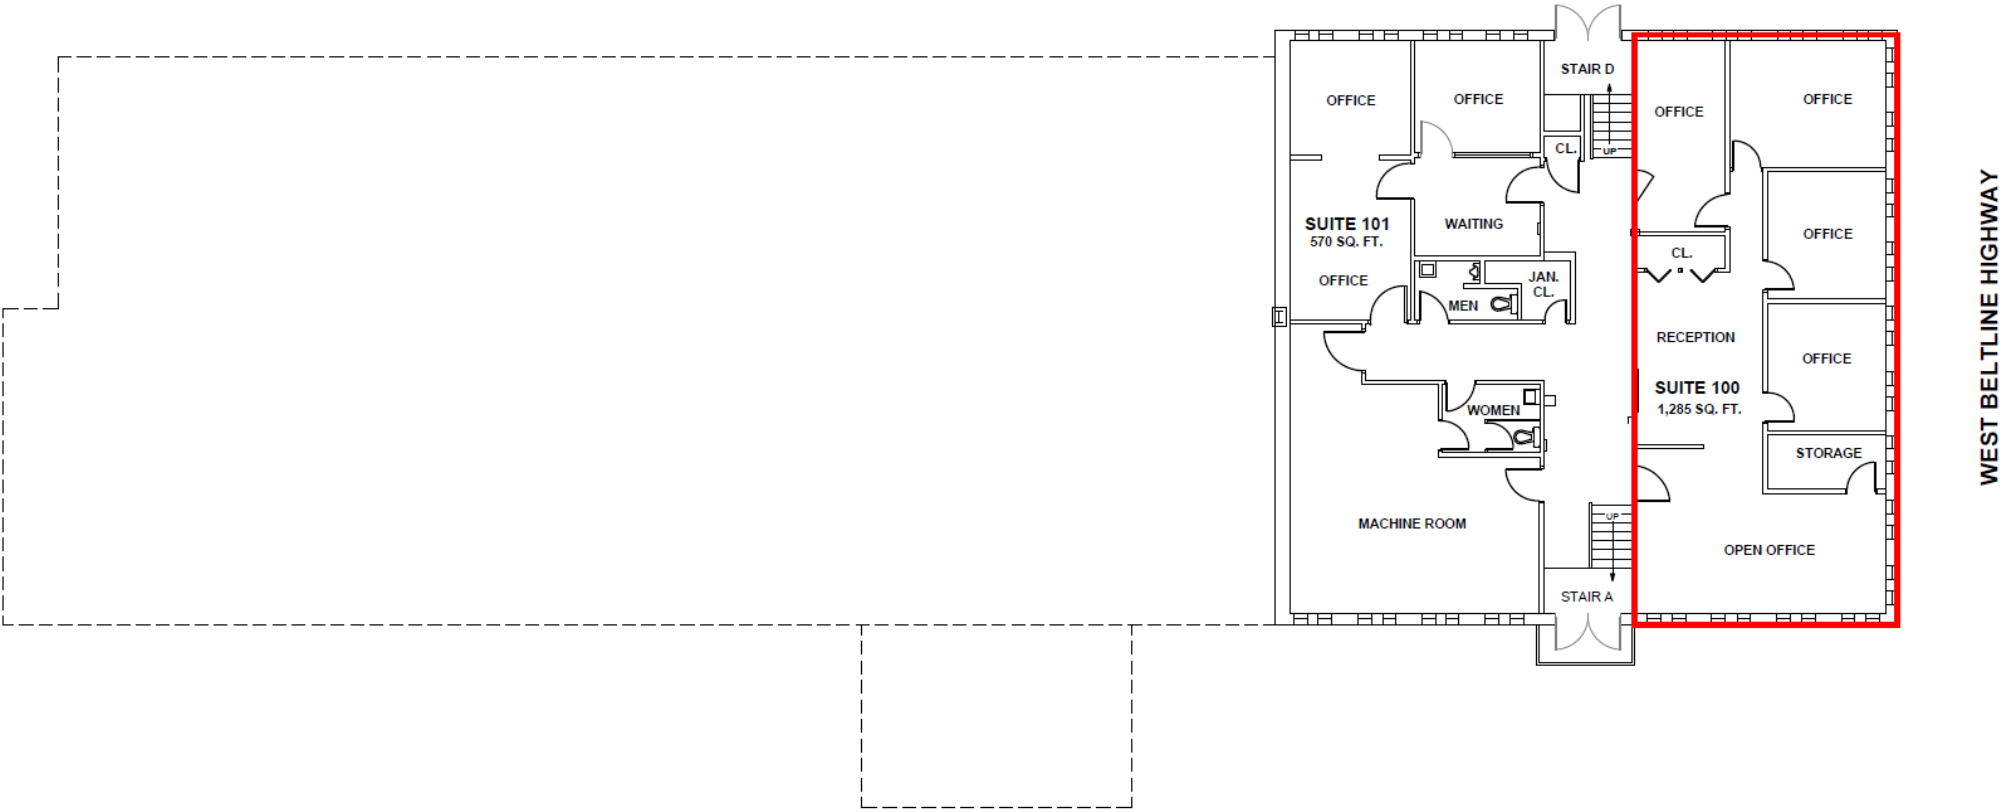 STAIR D
OFFICE
OFFICE
OFFICE
OFFICE
CL.
UP
SUITE 101
570 SQ. FT.
WAITING
OFFICE
CL.
OFFICE
JAN.
CL.
MEN
RECEPTION
OFFICE
SUITE 100
1,285 SQ. FT.
WOMEN
STORAGE
MACHINE ROOM
UP
OPEN OFFICE
STAIR A
WEST BELTLINE HIGHWAY